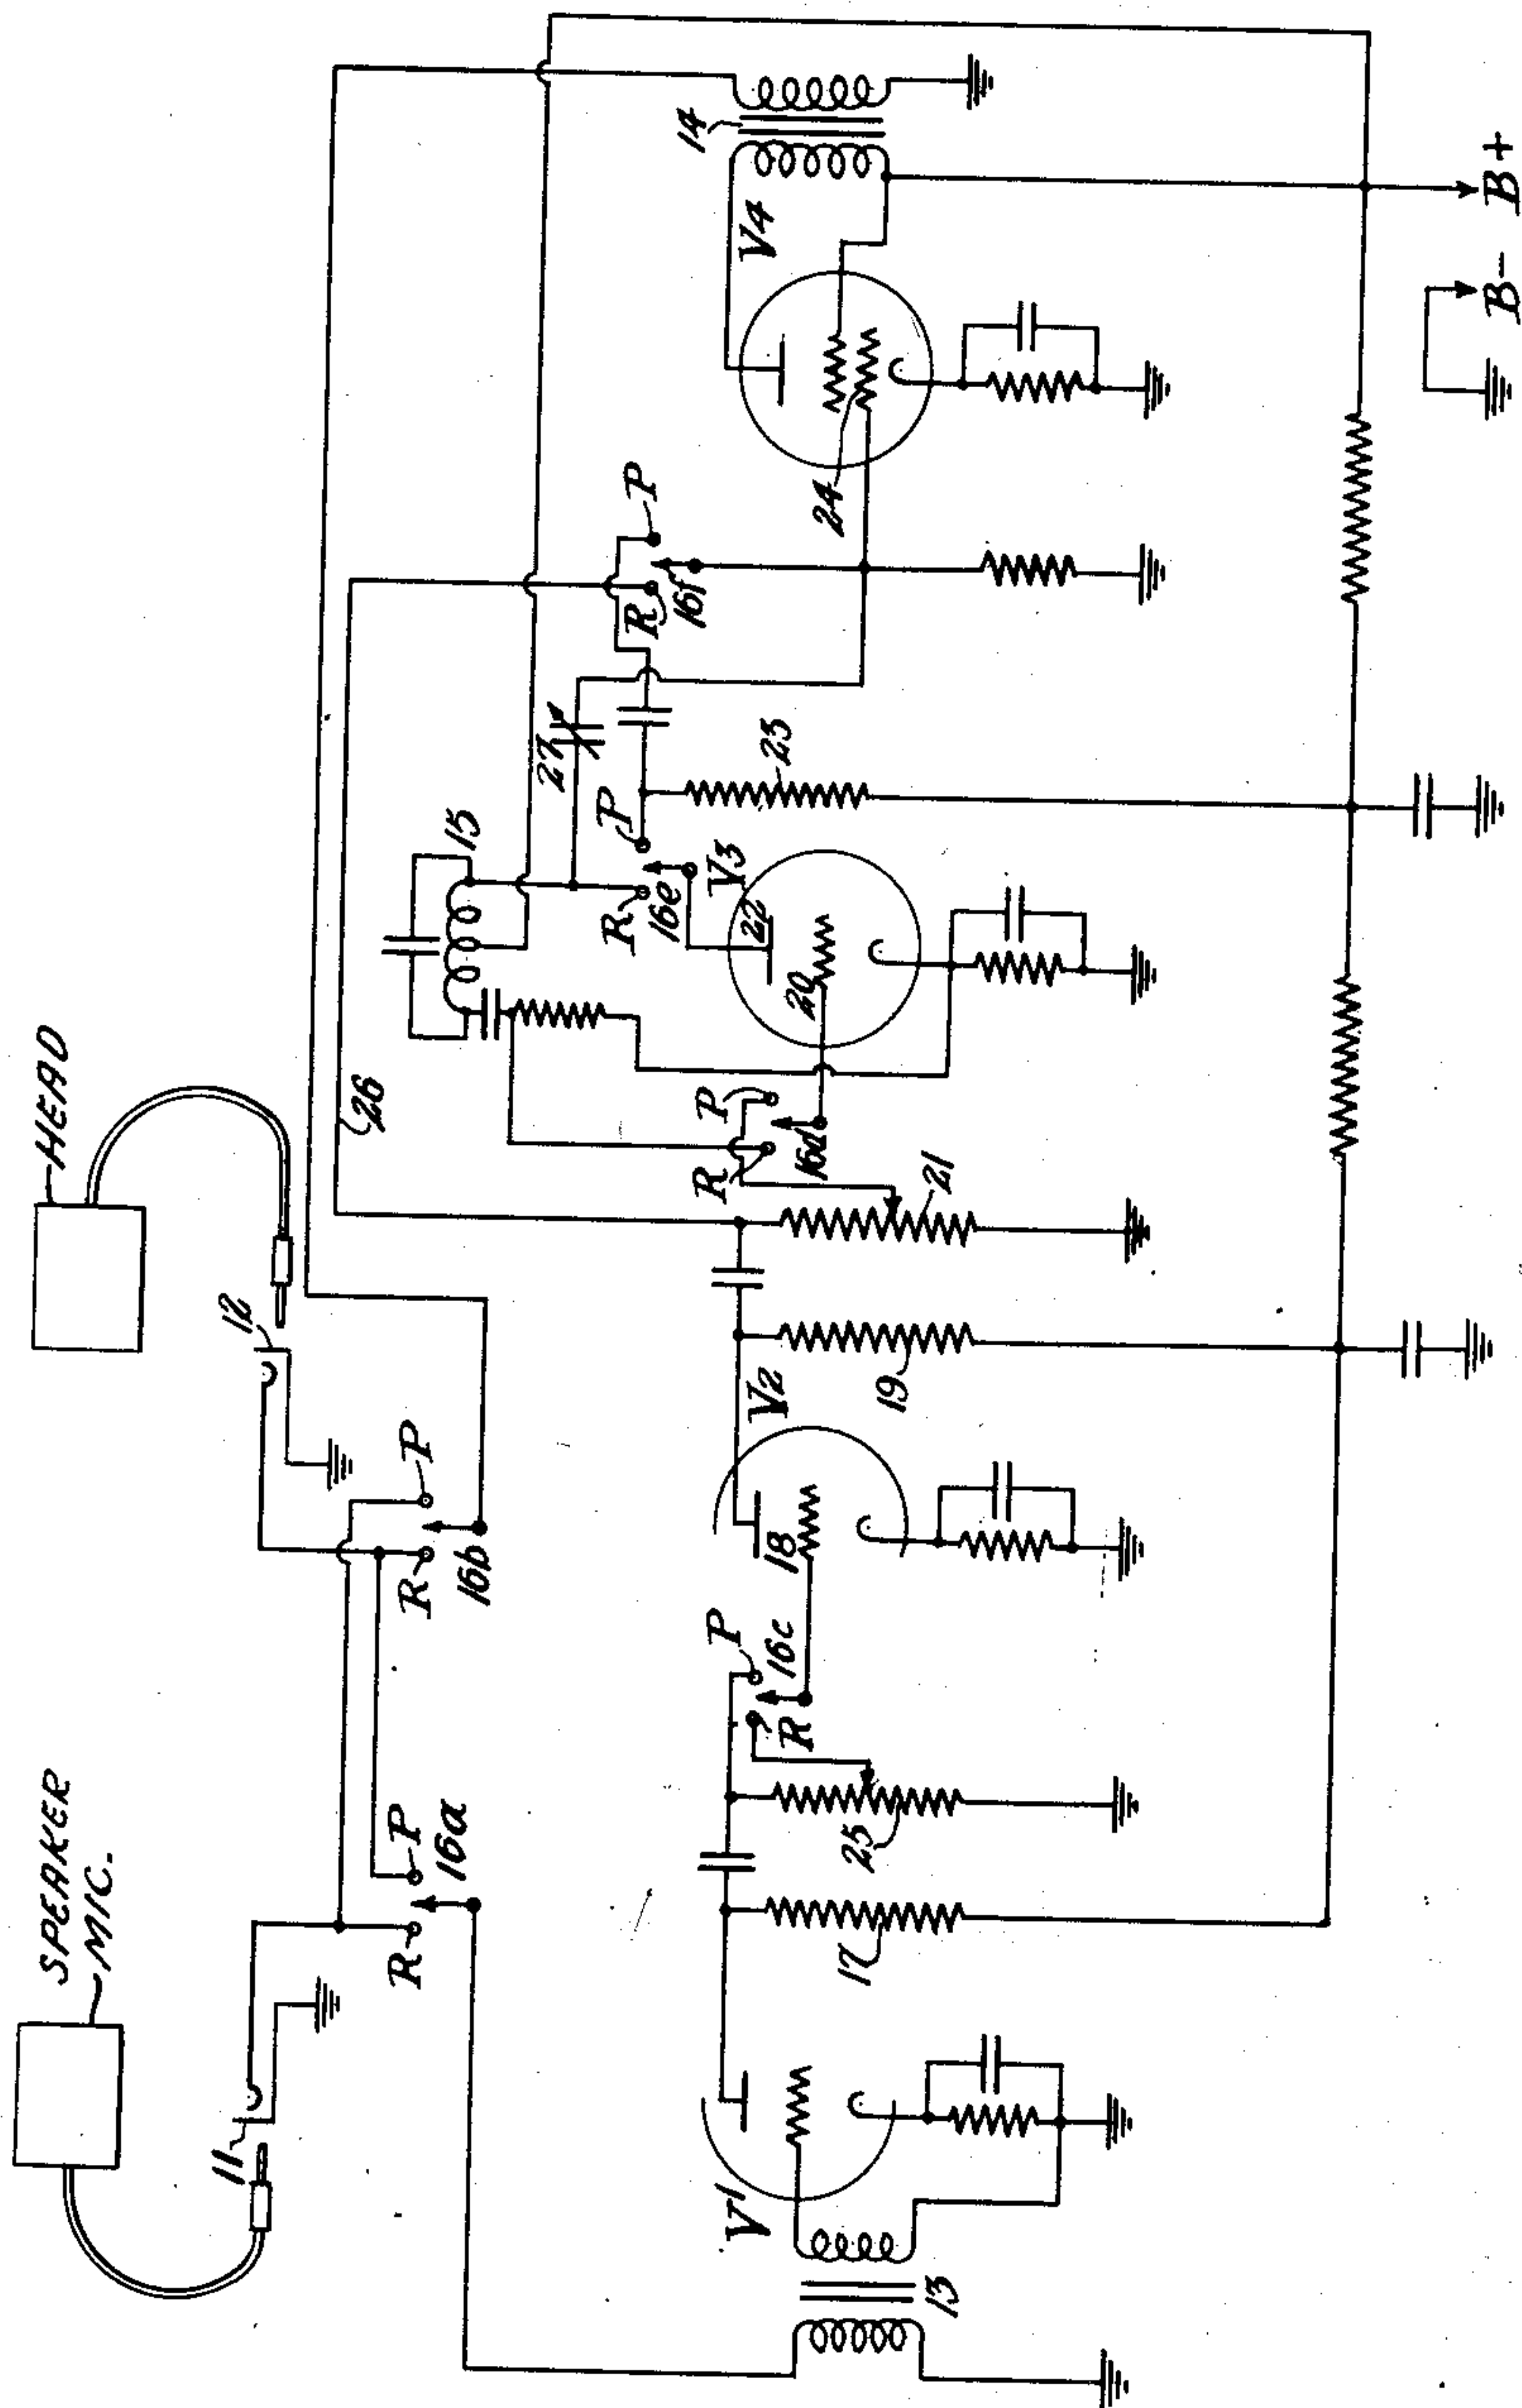 SPEAKER
MIC.
HEAD
11
12
26
R
P
16a
R
P
16b
15
27
R
P
16e
R
P
16f
14
V1
13
17
25
R
P
16c
18
V2
19
21
R
P
16d
20
22
V3
23
24
V4
B-
B+